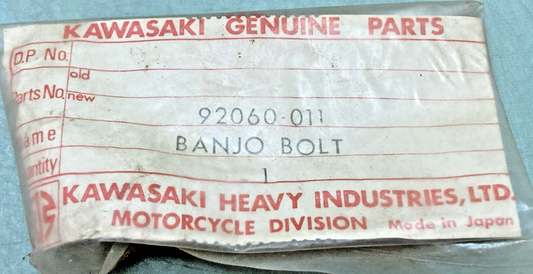 KAWASAKI GENUINE PARTS
D.P. No.
old
Parts No. new
92060-011
ame
BANJO BOLT
antity
1
KAWASAKI HEAVY INDUSTRIES, LTD.
MOTORCYCLE DIVISION Made in Japan